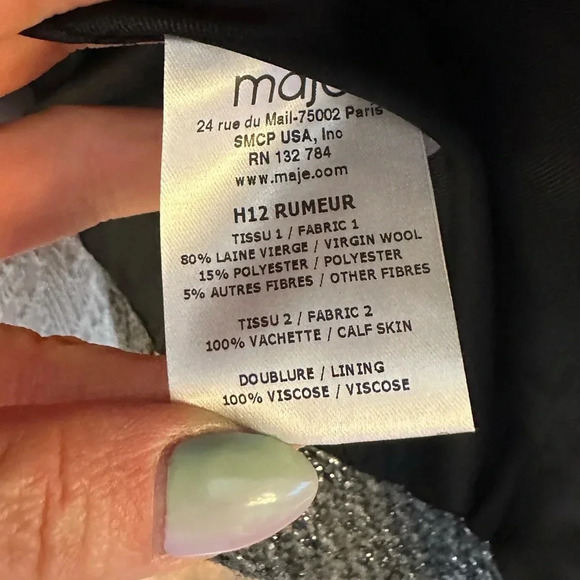 maje
24 rue du Mail-75002 Paris
SMCP USA, Inc
RN 132 784
www.maje.com
H12 RUMEUR
TISSU 1 / FABRIC 1
80% LAINE VIERGE / VIRGIN WOOL
15% POLYESTER / POLYESTER
5% AUTRES FIBRES / OTHER FIBRES
TISSU 2 / FABRIC 2
100% VACHETTE / CALF SKIN
DOUBLURE / LINING
100% VISCOSE / VISCOSE